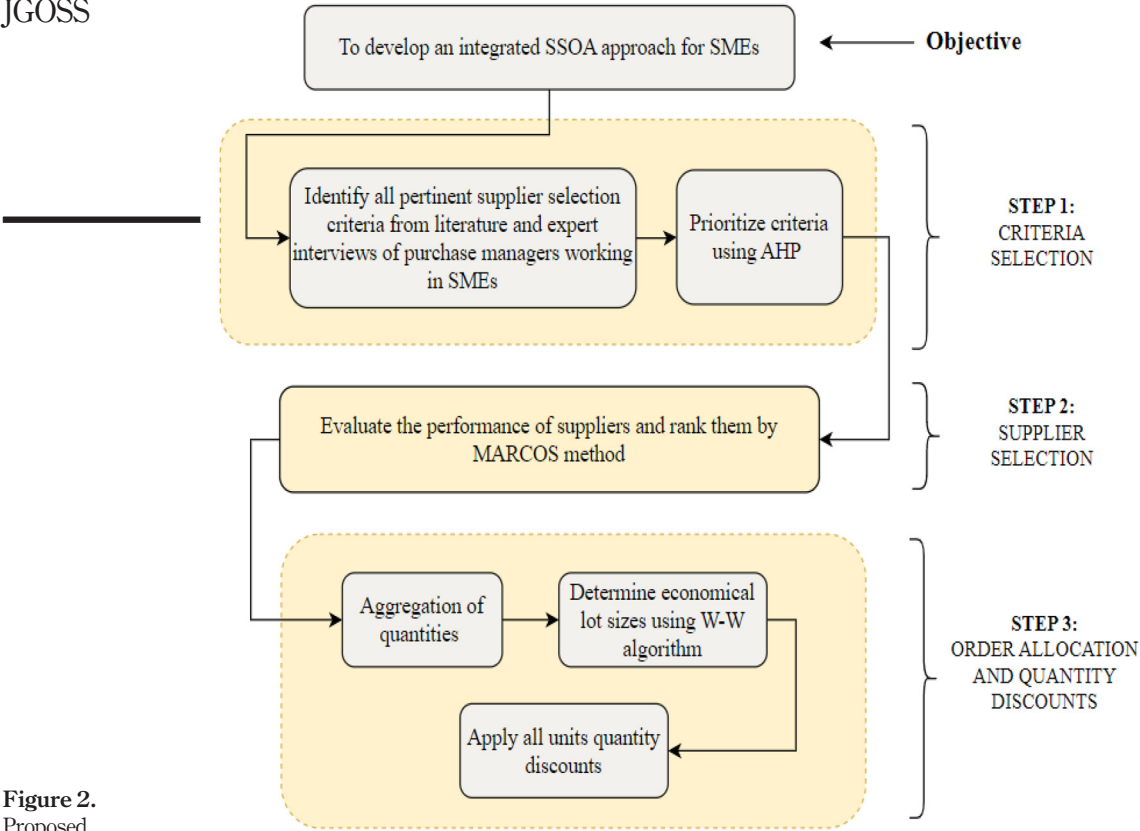 JGOSS
To develop an integrated SSOA approach for SMEs
Objective
Identify all pertinent supplier selection
criteria from literature and expert
interviews of purchase managers working
in SMEs
Prioritize criteria
using AHP
STEP 1:
CRITERIA
SELECTION
Evaluate the performance of suppliers and rank them by
MARCOS method
STEP 2:
SUPPLIER
SELECTION
Aggregation of
quantities
Determine economical
lot sizes using W-W
algorithm
Apply all units quantity
discounts
STEP 3:
ORDER ALLOCATION
AND QUANTITY
DISCOUNTS
Figure 2.
Proposed